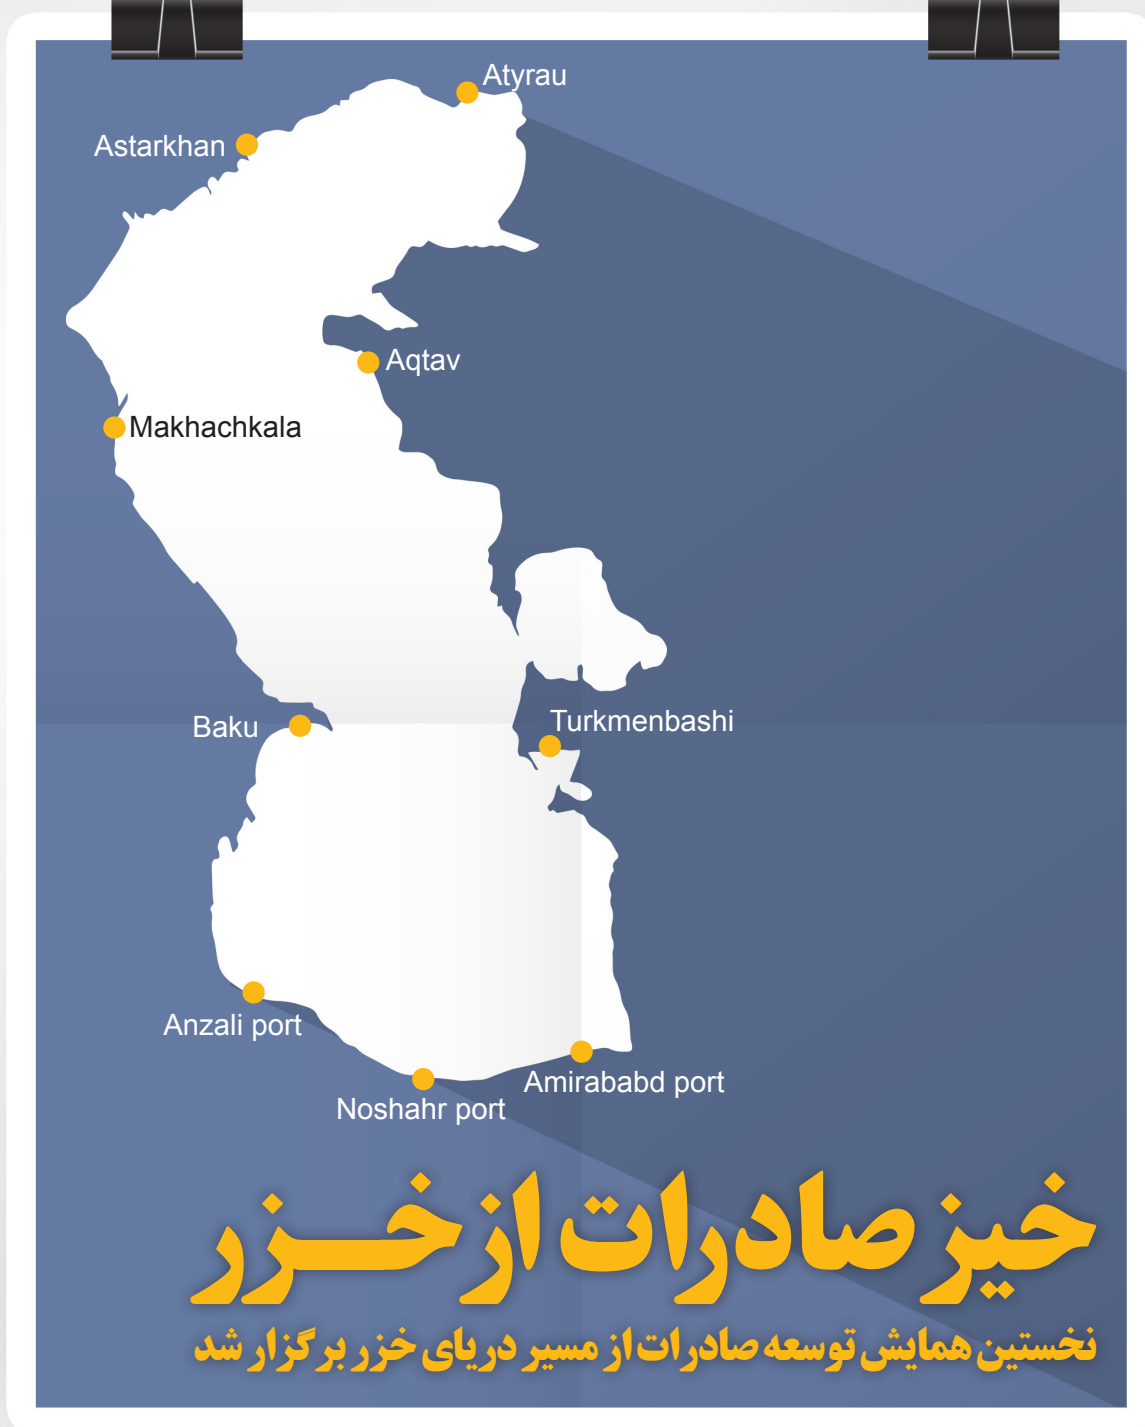 Atyrau
Astarkhan
Aqtav
Makhachkala
Turkmenbashi
Baku
Anzali port
Amirababd port
Noshahr port
خیز صادرات از خزر
نخستین همایش توسعه صادرات از مسیر دریای خزر برگزار شد